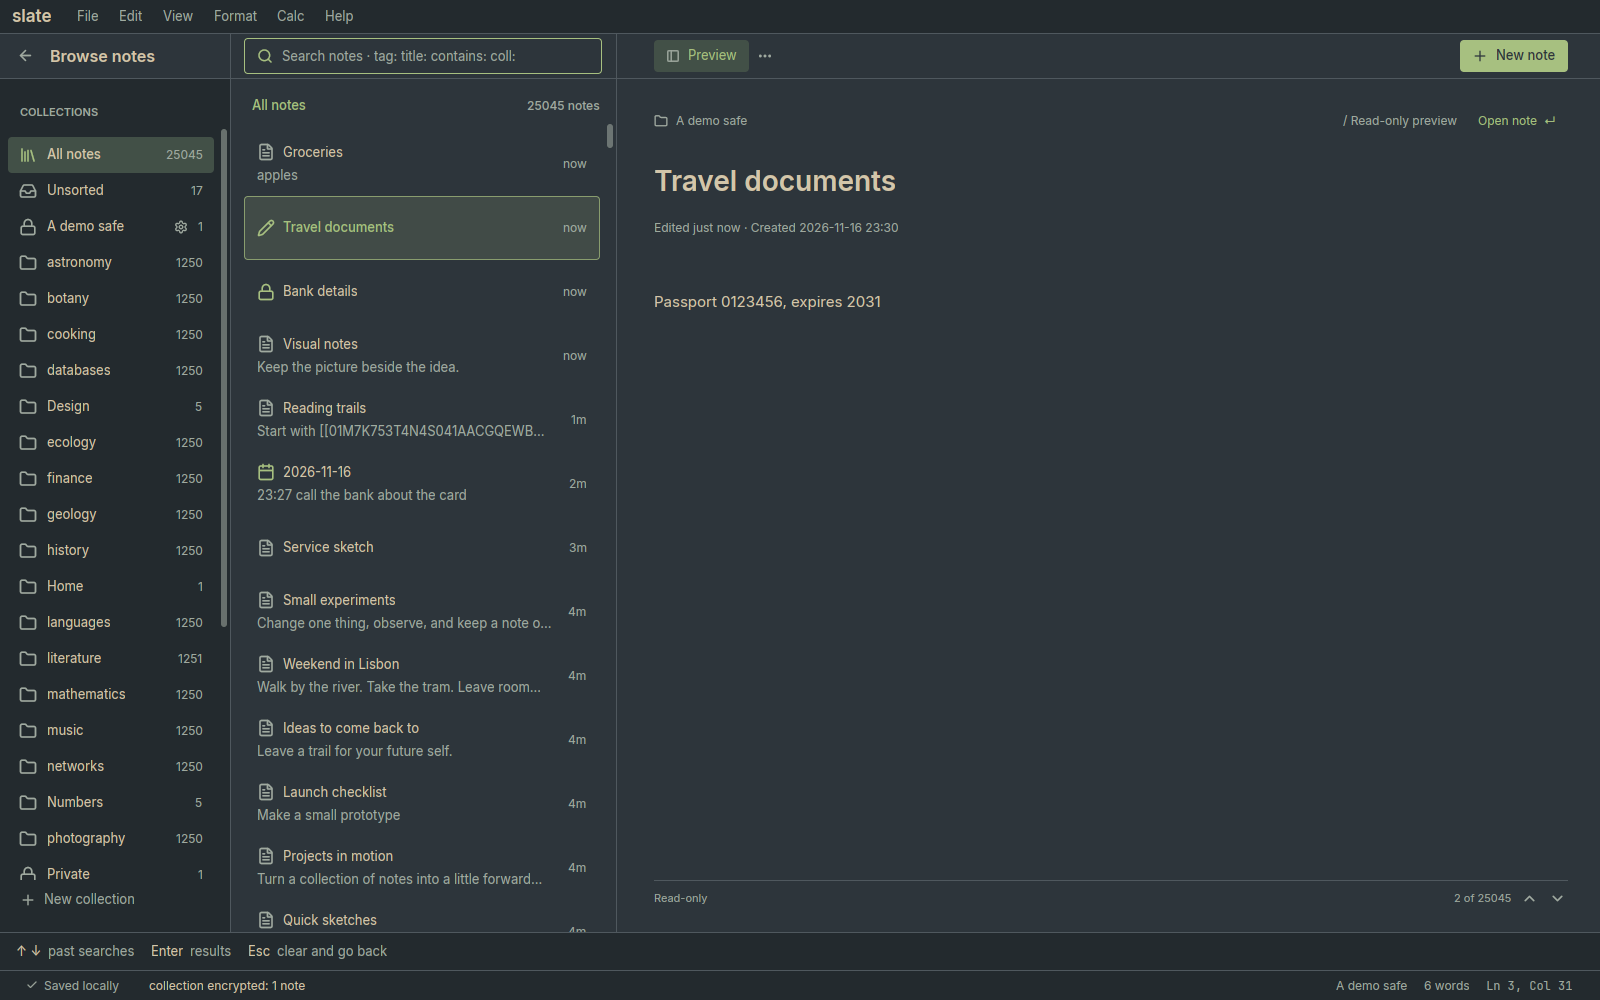 slate File Edit View Format Calc Help
Browse notes
Search notes · tag: title: contains: coll:
Preview
New note
COLLECTIONS
All notes 25045
Unsorted 17
A demo safe 1
astronomy 1250
botany 1250
cooking 1250
databases 1250
Design 5
ecology 1250
finance 1250
geology 1250
history 1250
Home 1
languages 1250
literature 1251
mathematics 1250
music 1250
networks 1250
Numbers 5
photography 1250
Private 1
New collection
All notes 25045 notes
Groceries now
apples
Travel documents now
Bank details now
Visual notes now
Keep the picture beside the idea.
Reading trails 1m
Start with [[01M7K753T4N4S041AACGQEWB...
2026-11-16 2m
23:27 call the bank about the card
Service sketch 3m
Small experiments 4m
Change one thing, observe, and keep a note o...
Weekend in Lisbon 4m
Walk by the river. Take the tram. Leave room...
Ideas to come back to 4m
Leave a trail for your future self.
Launch checklist 4m
Make a small prototype
Projects in motion 4m
Turn a collection of notes into a little forward...
Quick sketches 4m
A demo safe / Read-only preview Open note
Travel documents
Edited just now · Created 2026-11-16 23:30
Passport 0123456, expires 2031
Read-only 2 of 25045
↑ ↓ past searches Enter results Esc clear and go back
Saved locally collection encrypted: 1 note A demo safe 6 words Ln 3, Col 31